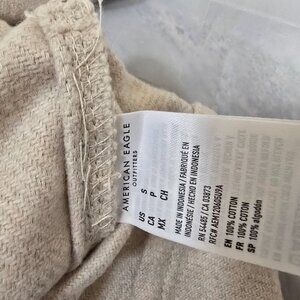 AMERICAN EAGLE
OUTFITTERS
US S
CA P
MX CH
MADE IN INDONESIA / FABRIQUÉ EN
INDONÉSIE / HECHO EN INDONESIA
RN 54485 / CA 03873
EN 100% COTTON
FR 100% COTON
SP 100% algodón